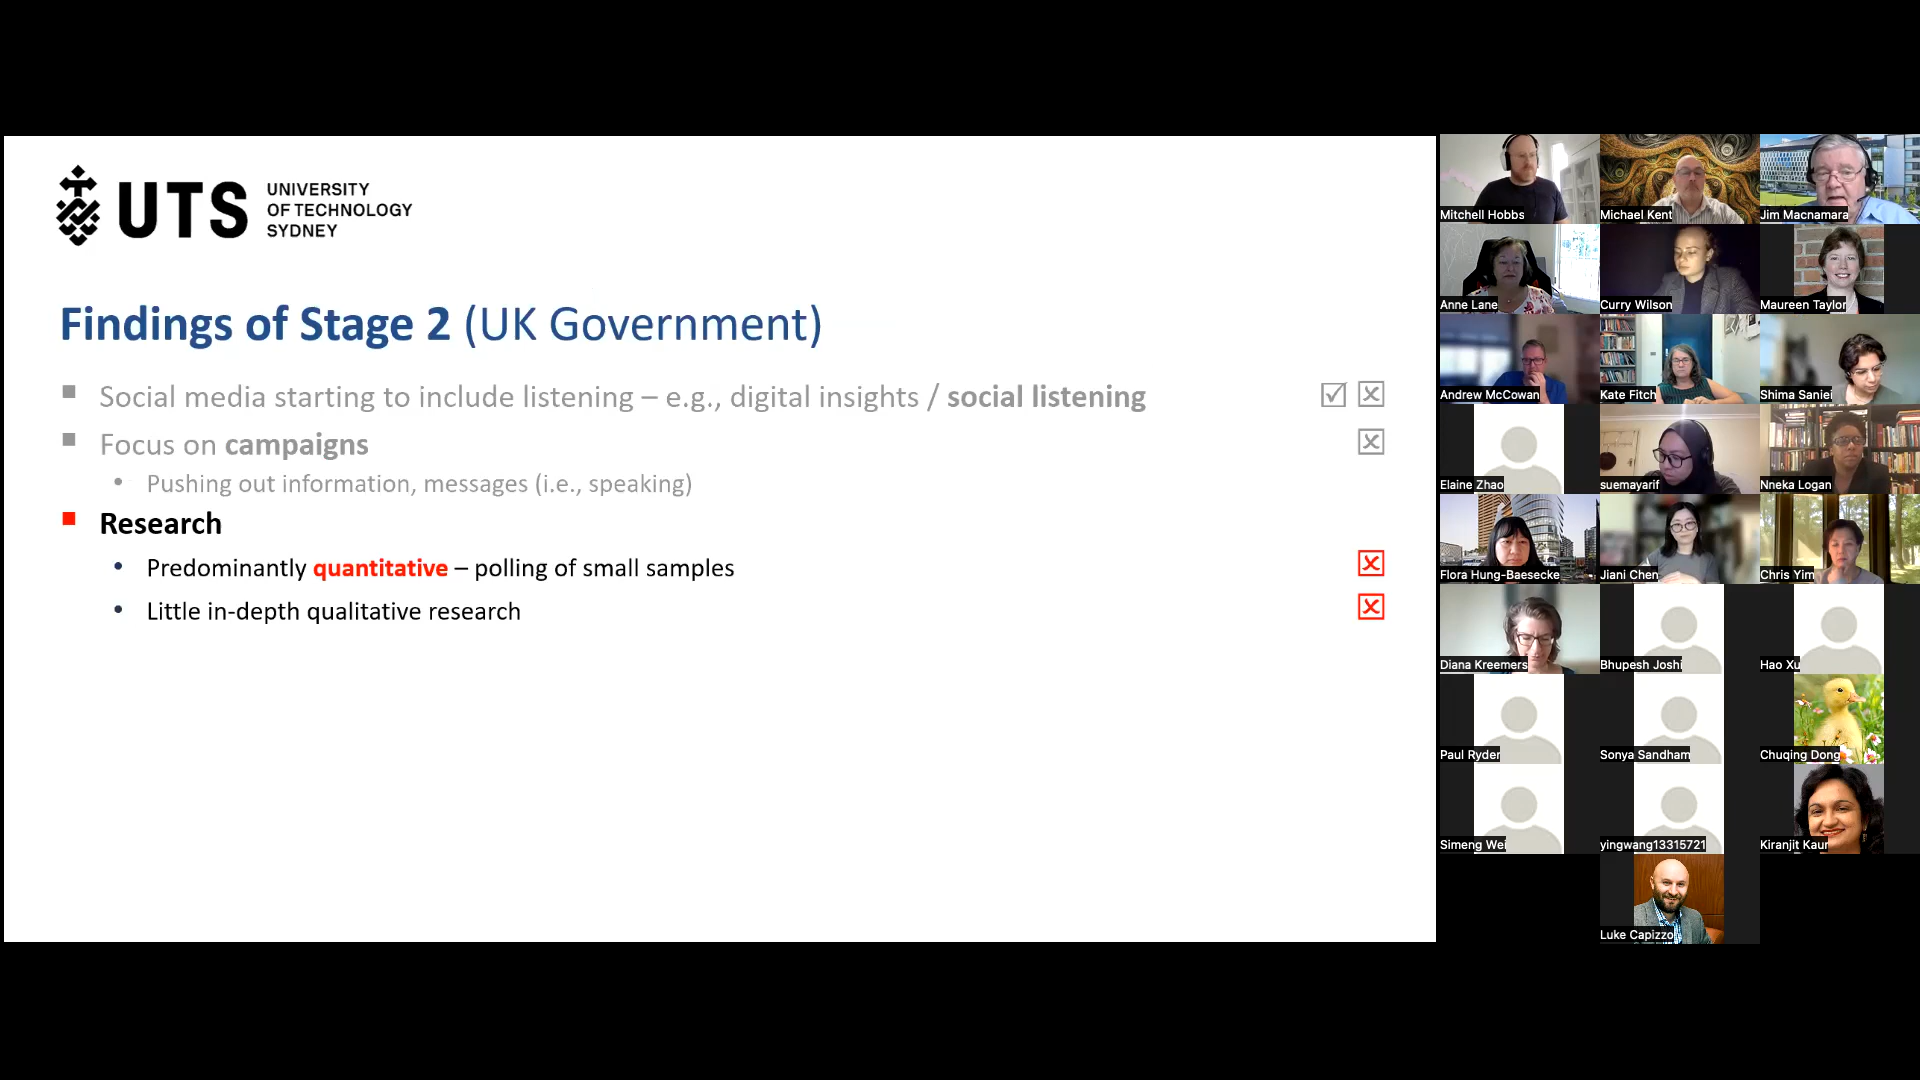 UTS
UNIVERSITY
OF TECHNOLOGY
SYDNEY
Findings of Stage 2 (UK Government)
Social media starting to include listening – e.g., digital insights / social listening
Focus on campaigns
Pushing out information, messages (i.e., speaking)
Research
Predominantly quantitative – polling of small samples
Little in-depth qualitative research
Mitchell Hobbs
Michael Kent
Jim Macnamara
Anne Lane
Curry Wilson
Maureen Taylor
Andrew McCowan
Kate Fitch
Shima Saniei
Elaine Zhao
suemayarif
Nneka Logan
Flora Hung-Baesecke
Jiani Chen
Chris Yim
Diana Kreemers
Bhupesh Joshi
Hao Xu
Paul Ryder
Sonya Sandham
Chuqing Dong
Simeng Wei
yingwang13315721
Kiranjit Kaur
Luke Capizzo